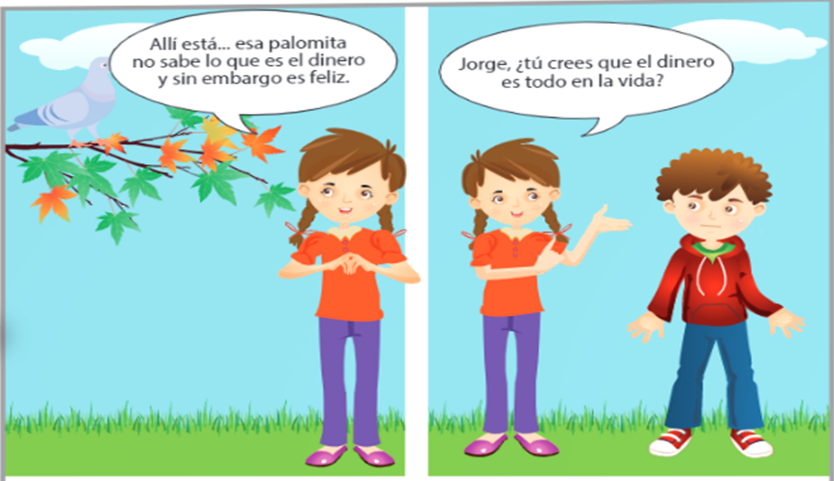 Allí está... esa palomita
no sabe lo que es el dinero
y sin embargo es feliz.
Jorge, ¿tú crees que el dinero
es todo en la vida?